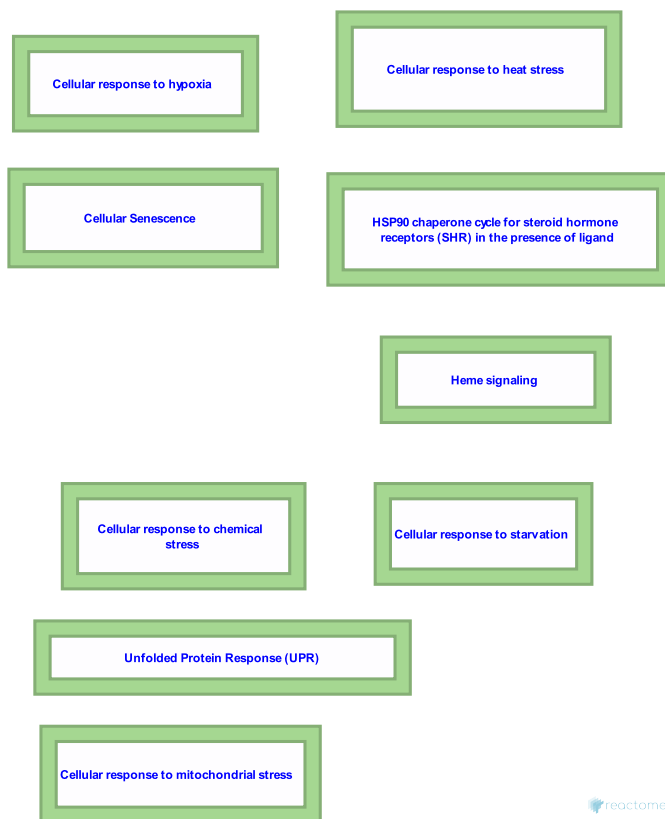 Cellular response to hypoxia
Cellular response to heat stress
Cellular Senescence
HSP90 chaperone cycle for steroid hormone
receptors (SHR) in the presence of ligand
Heme signaling
Cellular response to chemical
stress
Cellular response to starvation
Unfolded Protein Response (UPR)
Cellular response to mitochondrial stress
reactome